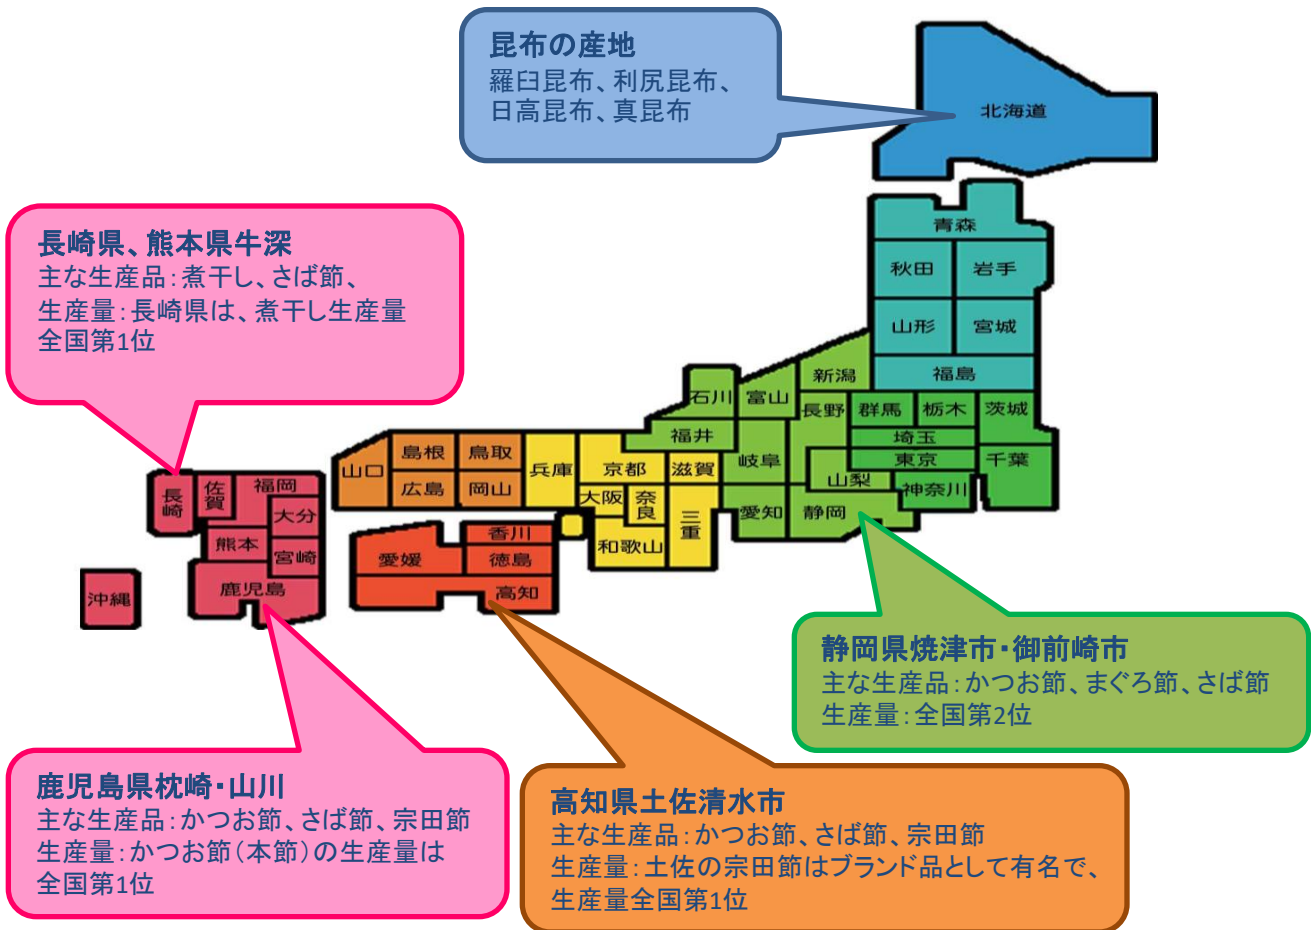 昆布の産地
羅臼昆布、利尻昆布、
日高昆布、真昆布
北海道
長崎県、熊本県牛深
主な生産品：煮干し、さば節、
生産量：長崎県は、煮干し生産量
全国第1位
青森
秋田
岩手
山形
宮城
新潟
福島
石川
富山
長野
群馬
栃木
茨城
福井
埼玉
岐阜
東京
千葉
山梨
神奈川
山口
島根
鳥取
兵庫
京都
滋賀
広島
岡山
大阪
奈良
三重
愛知
静岡
和歌山
香川
愛媛
徳島
高知
長崎
佐賀
福岡
大分
熊本
宮崎
鹿児島
沖縄
静岡県焼津市・御前崎市
主な生産品：かつお節、まぐろ節、さば節
生産量：全国第2位
鹿児島県枕崎・山川
主な生産品：かつお節、さば節、宗田節
生産量：かつお節（本節）の生産量は
全国第1位
高知県土佐清水市
主な生産品：かつお節、さば節、宗田節
生産量：土佐の宗田節はブランド品として有名で、
生産量全国第1位